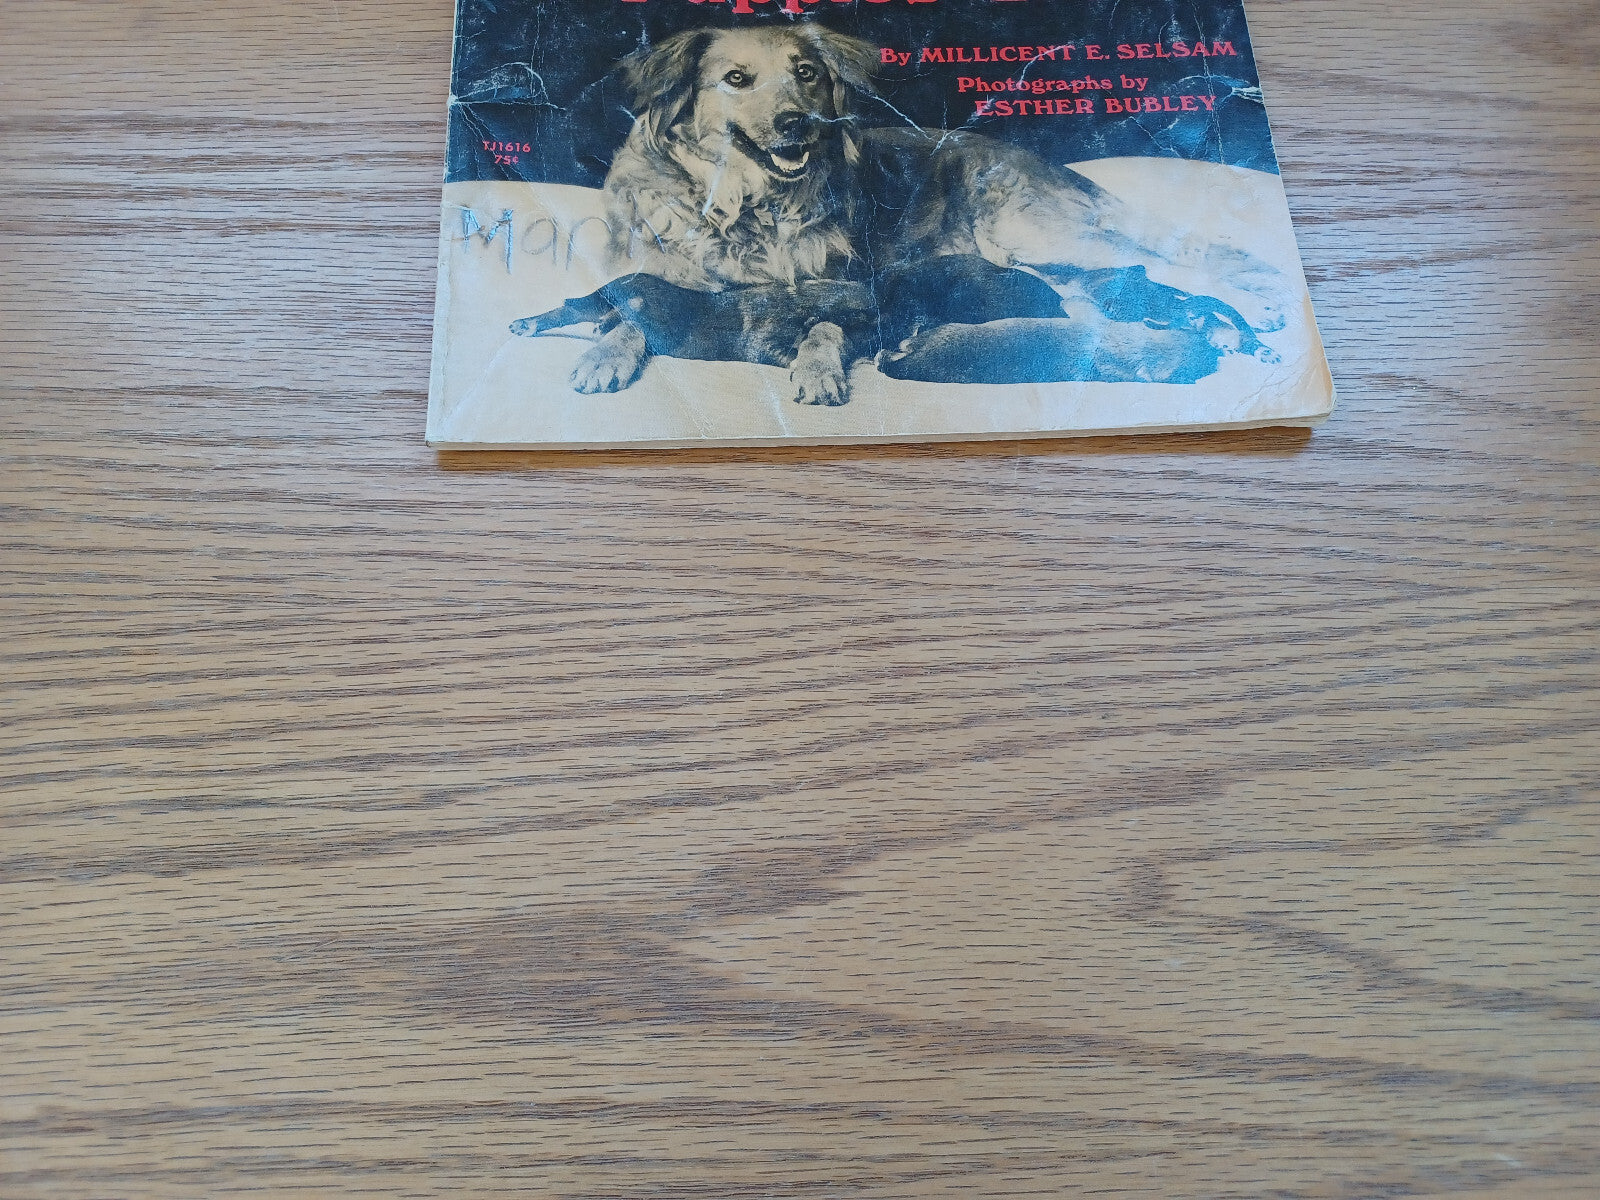 By MILLICENT E. SELSAM
Photographs by
ESTHER BUBLEY
TJ1616
75¢